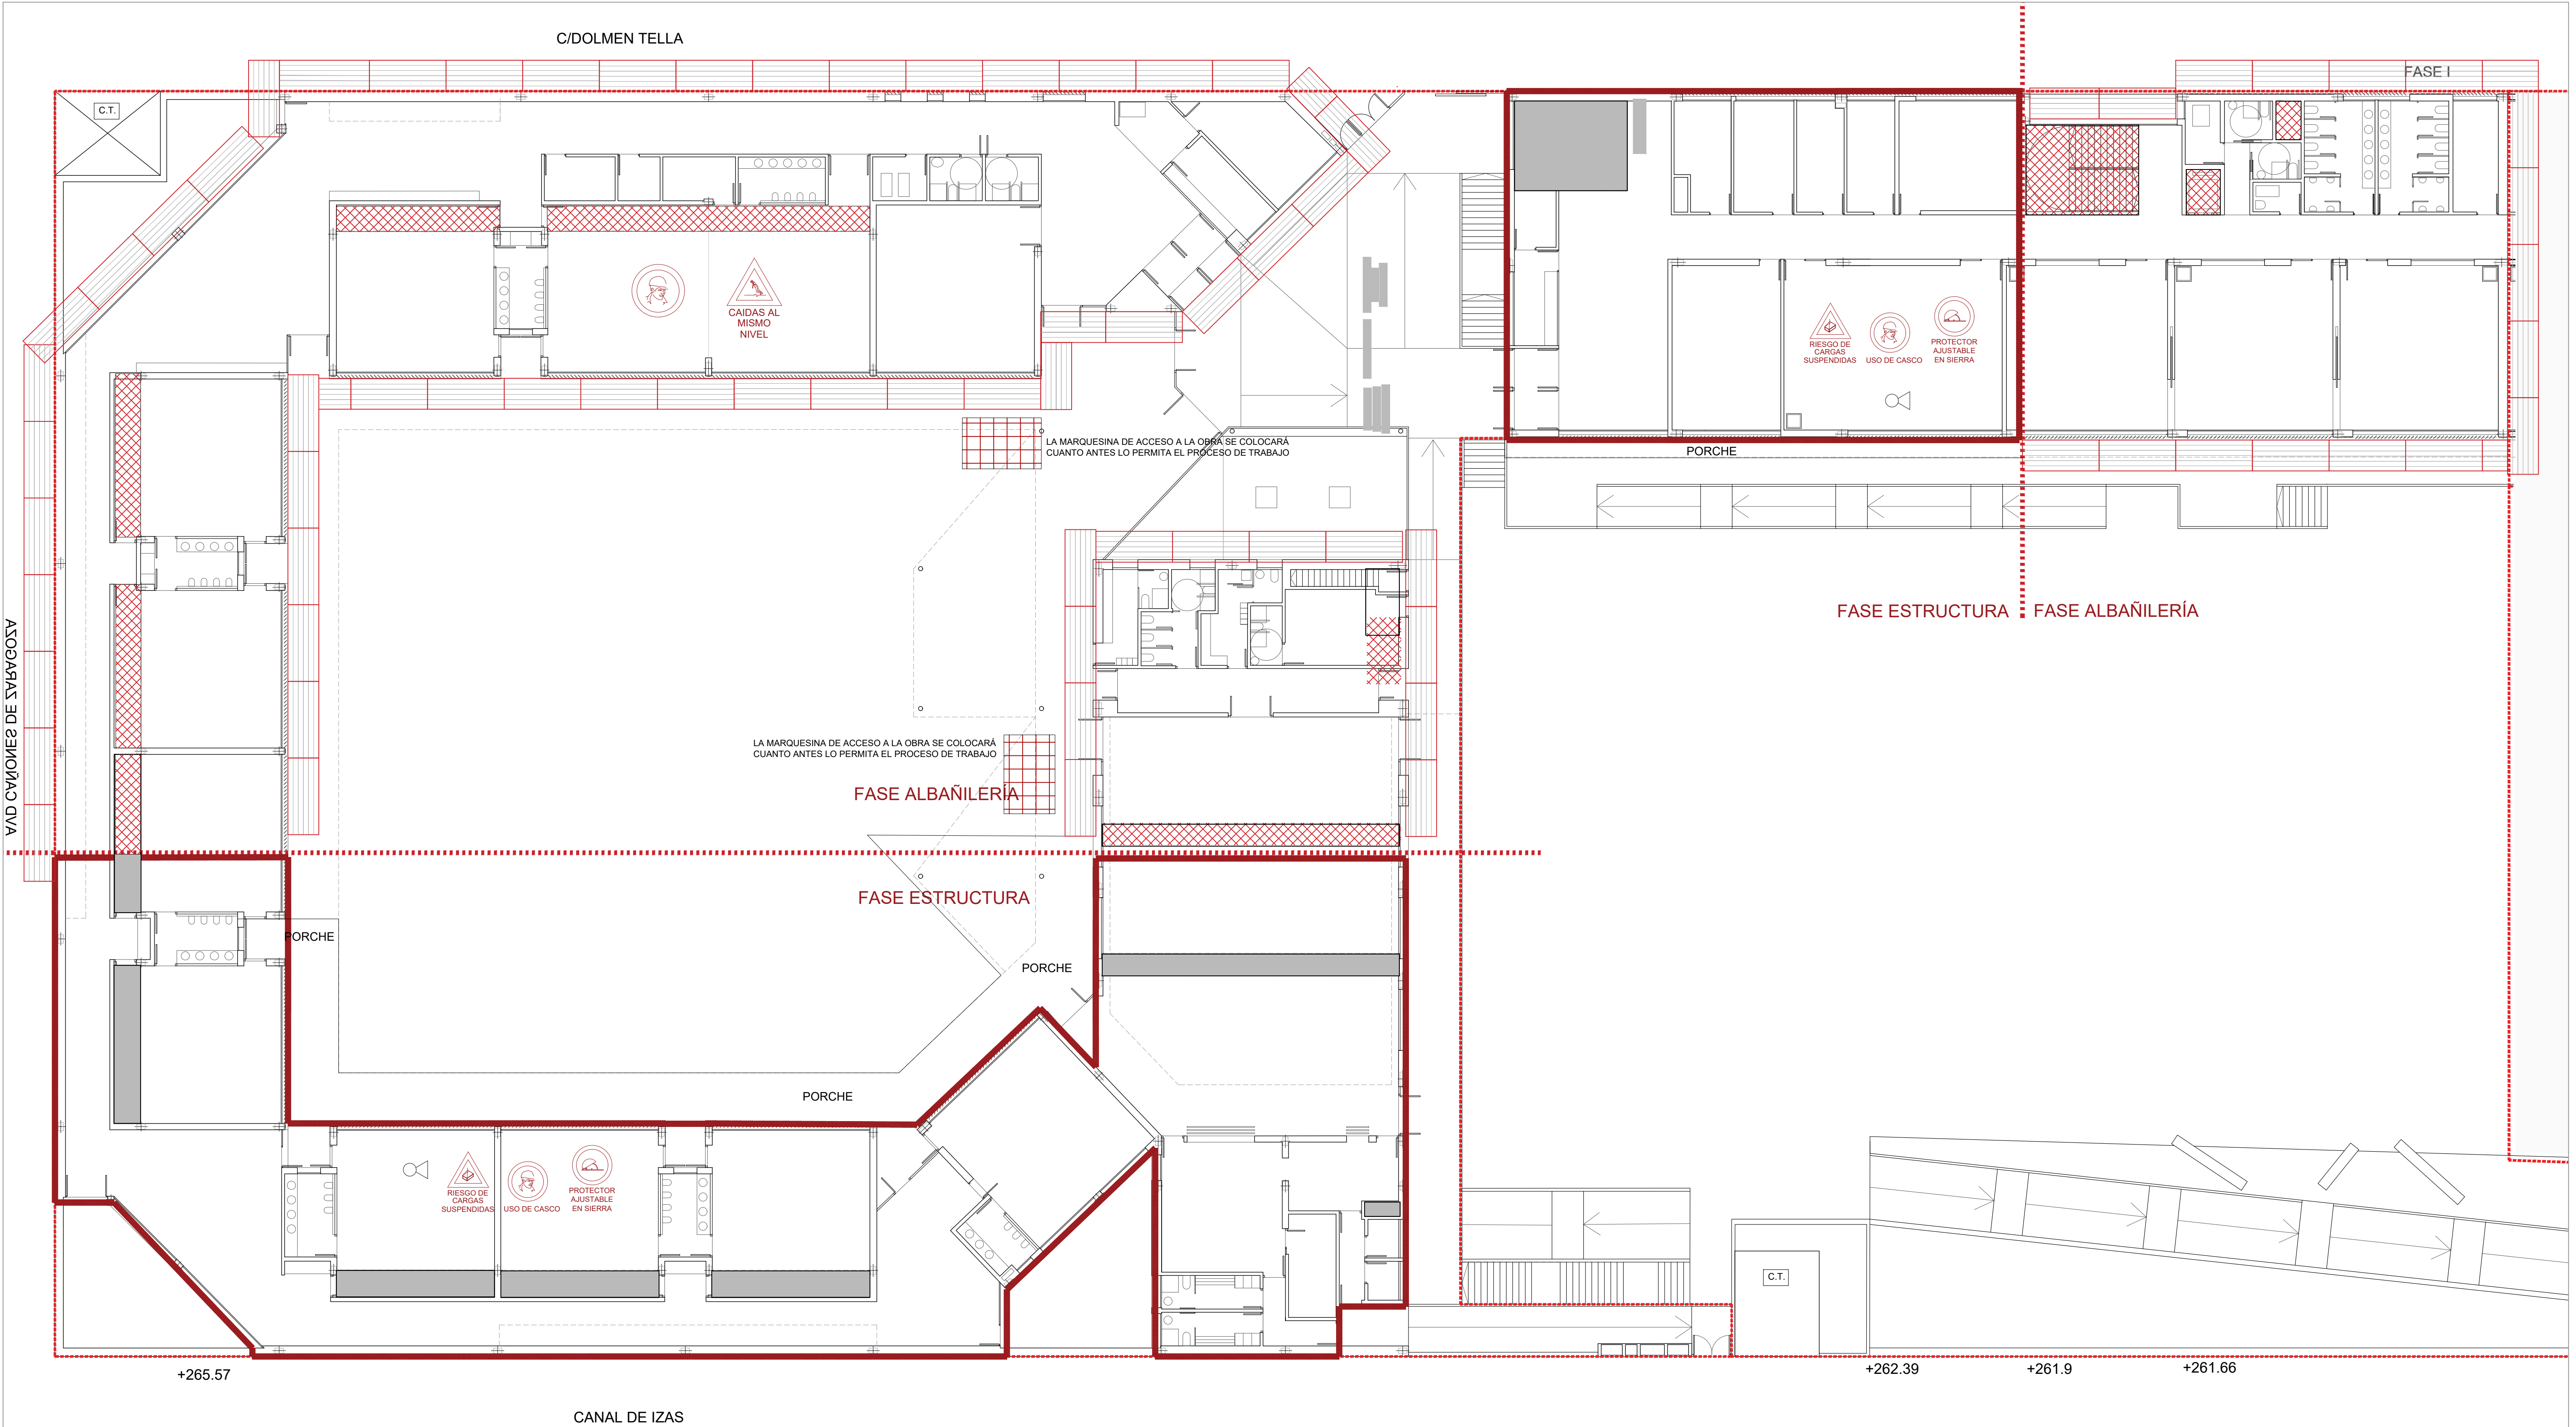 C/DOLMEN TELLA
FASE I
C.T.
CAIDAS AL
MISMO
NIVEL
RIESGO DE
CARGAS
SUSPENDIDAS
USO DE CASCO
PROTECTOR
AJUSTABLE
EN SIERRA
LA MARQUESINA DE ACCESO A LA OBRA SE COLOCARÁ
CUANTO ANTES LO PERMITA EL PROCESO DE TRABAJO
PORCHE
FASE ESTRUCTURA
FASE ALBAÑILERÍA
AVD CAÑONES DE ZARAGOZA
LA MARQUESINA DE ACCESO A LA OBRA SE COLOCARÁ
CUANTO ANTES LO PERMITA EL PROCESO DE TRABAJO
FASE ALBAÑILERÍA
FASE ESTRUCTURA
PORCHE
PORCHE
PORCHE
RIESGO DE
CARGAS
SUSPENDIDAS
USO DE CASCO
PROTECTOR
AJUSTABLE
EN SIERRA
C.T.
+265.57
+262.39
+261.9
+261.66
CANAL DE IZAS